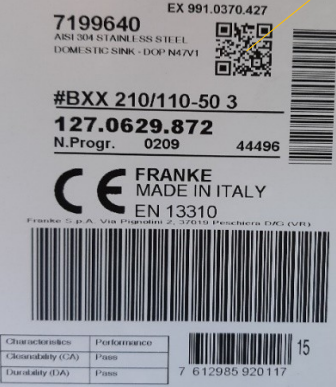 EX 991.0370.427
7199640
AISI 304 STAINLESS STEEL
DOMESTIC SINK - DOP N47V1
#BXX 210/110-50 3
127.0629.872
N.Progr. 0209 44496
CE FRANKE
MADE IN ITALY
EN 13310
Franke S.p.A. Via Pignolini 2, 37019 Peschiera D/G (VR)
Characteristics Performance
Cleanability (CA) Pass
Durability (DA) Pass
15
7 612985 920117